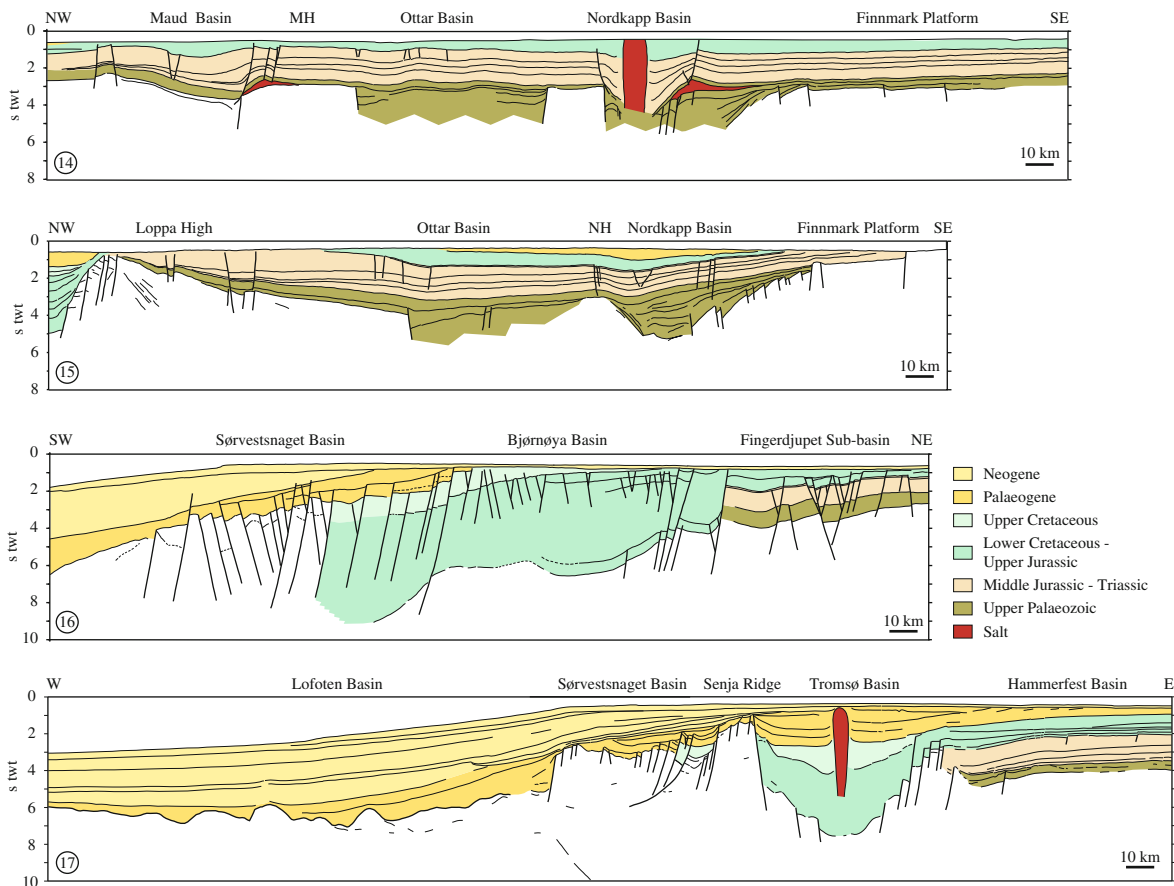 NW Maud Basin MH Ottar Basin Nordkapp Basin Finnmark Platform SE
0
2
4
6
8
s twt
14
10 km
NW Loppa High Ottar Basin NH Nordkapp Basin Finnmark Platform SE
0
2
4
6
8
s twt
15
10 km
SW Sørvestsnaget Basin Bjørnøya Basin Fingerdjupet Sub-basin NE
0
2
4
6
8
10
s twt
16
10 km
Neogene
Palaeogene
Upper Cretaceous
Lower Cretaceous -
Upper Jurassic
Middle Jurassic - Triassic
Upper Palaeozoic
Salt
W Lofoten Basin Sørvestsnaget Basin Senja Ridge Tromsø Basin Hammerfest Basin E
0
2
4
6
8
10
s twt
17
10 km